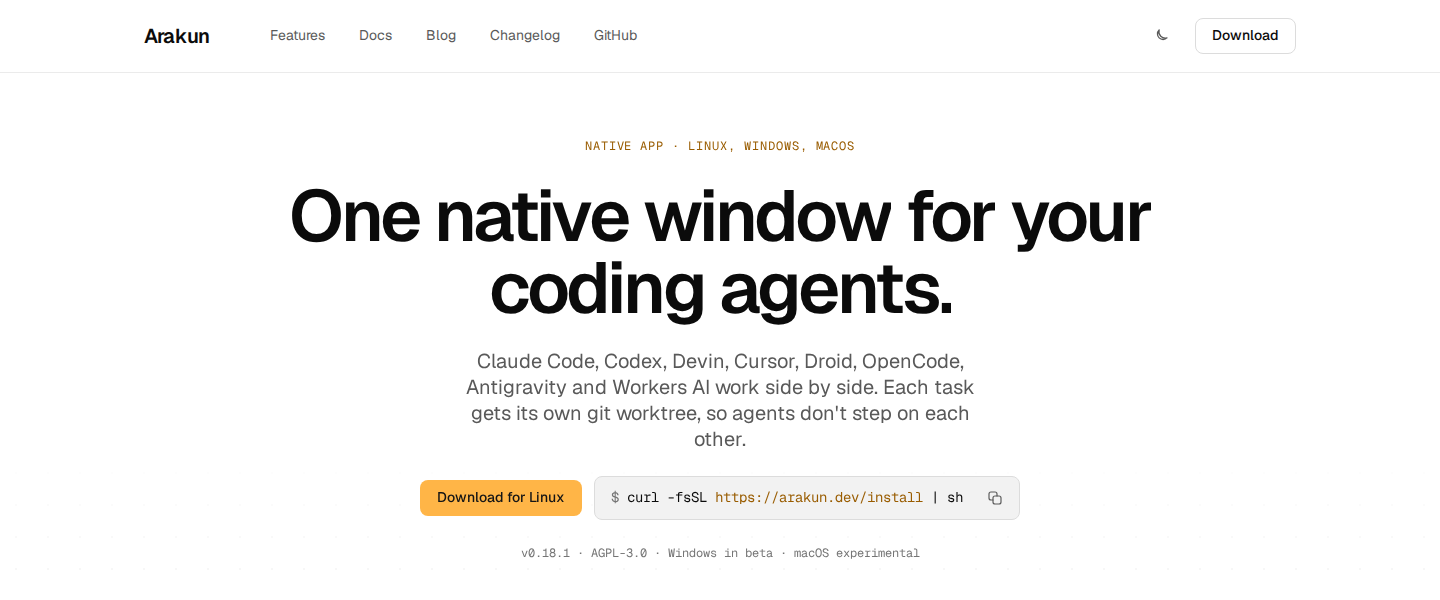 Arakun
Features
Docs
Blog
Changelog
GitHub
Download
NATIVE APP · LINUX, WINDOWS, MACOS
One native window for your
coding agents.
Claude Code, Codex, Devin, Cursor, Droid, OpenCode,
Antigravity and Workers AI work side by side. Each task
gets its own git worktree, so agents don't step on each
other.
Download for Linux
$ curl -fsSL https://arakun.dev/install | sh
v0.18.1 · AGPL-3.0 · Windows in beta · macOS experimental